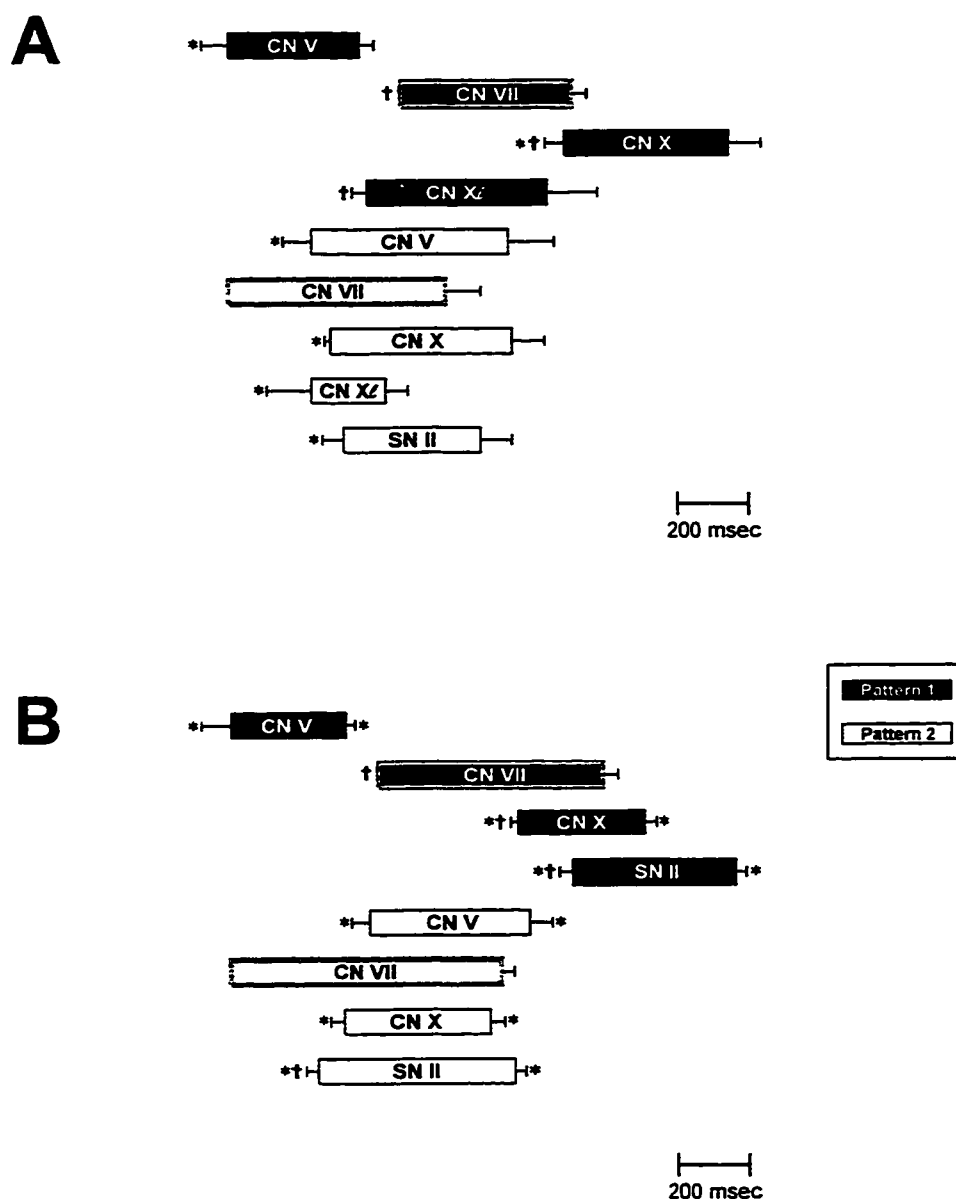 A
* CN V
† CN VII
*† CN X
† CN Xi
* CN V
CN VII
* CN X
* CN Xi
* SN II
200 msec
B
Pattern 1
Pattern 2
* CN V *
† CN VII
*† CN X *
*† SN II *
* CN V *
CN VII
* CN X *
*† SN II *
200 msec